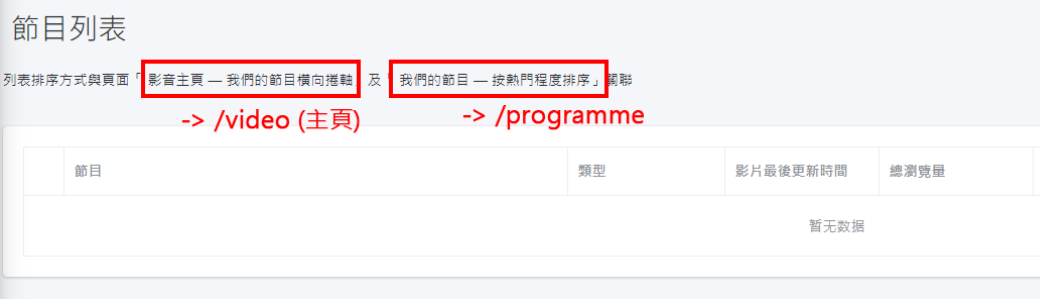 節目列表
列表排序方式與頁面「影音主頁 — 我們的節目橫向捲軸」及「我們的節目 — 按熱門程度排序」關聯
-> /video (主頁) -> /programme
節目 類型 影片最後更新時間 總瀏覽量
暂无数据